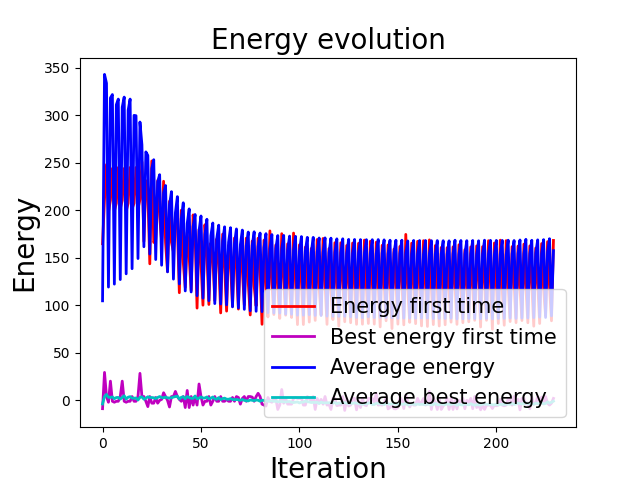 Energy evolution
350
300
250
200
150
100
50
0
Energy
Energy first time
Best energy first time
Average energy
Average best energy
0 50 100 150 200
Iteration